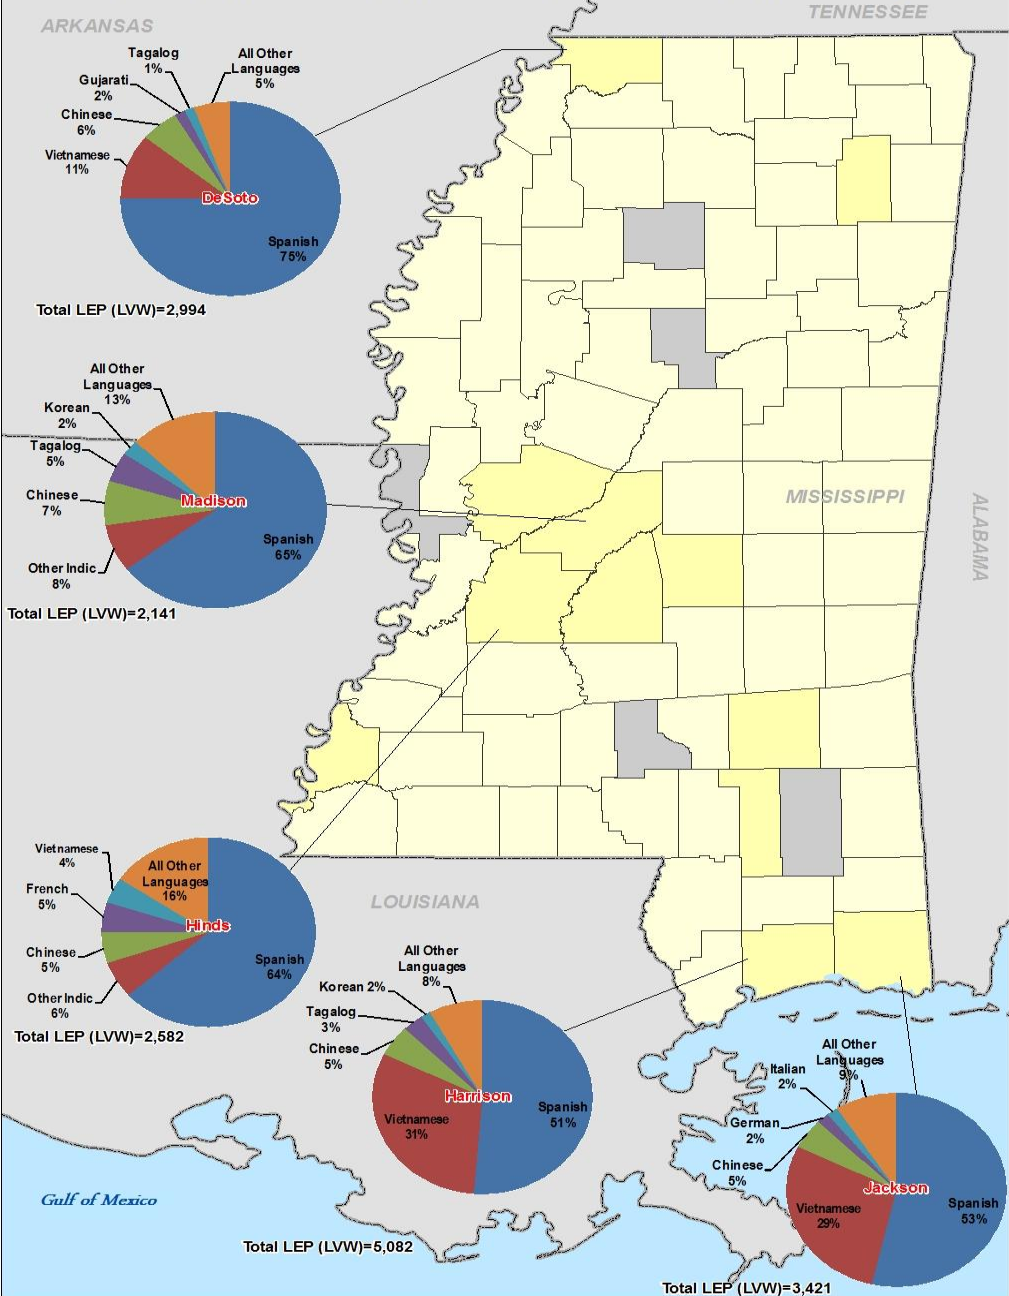 ARKANSAS
TENNESSEE
Tagalog
1%
All Other
Languages
5%
Gujarati
2%
Chinese
6%
Vietnamese
11%
DeSoto
Spanish
75%
Total LEP (LVW)=2,994
All Other
Languages
13%
Korean
2%
Tagalog
5%
Chinese
7%
Other Indic
8%
Madison
Spanish
65%
Total LEP (LVW)=2,141
MISSISSIPPI
ALABAMA
Vietnamese
4%
French
5%
Chinese
5%
Other Indic
6%
All Other
Languages
16%
Hinds
Spanish
64%
Total LEP (LVW)=2,582
LOUISIANA
All Other
Languages
8%
Korean 2%
Tagalog
3%
Chinese
5%
Vietnamese
31%
Harrison
Spanish
51%
Total LEP (LVW)=5,082
All Other
Languages
9%
Italian
2%
German
2%
Chinese
5%
Vietnamese
29%
Jackson
Spanish
53%
Total LEP (LVW)=3,421
Gulf of Mexico